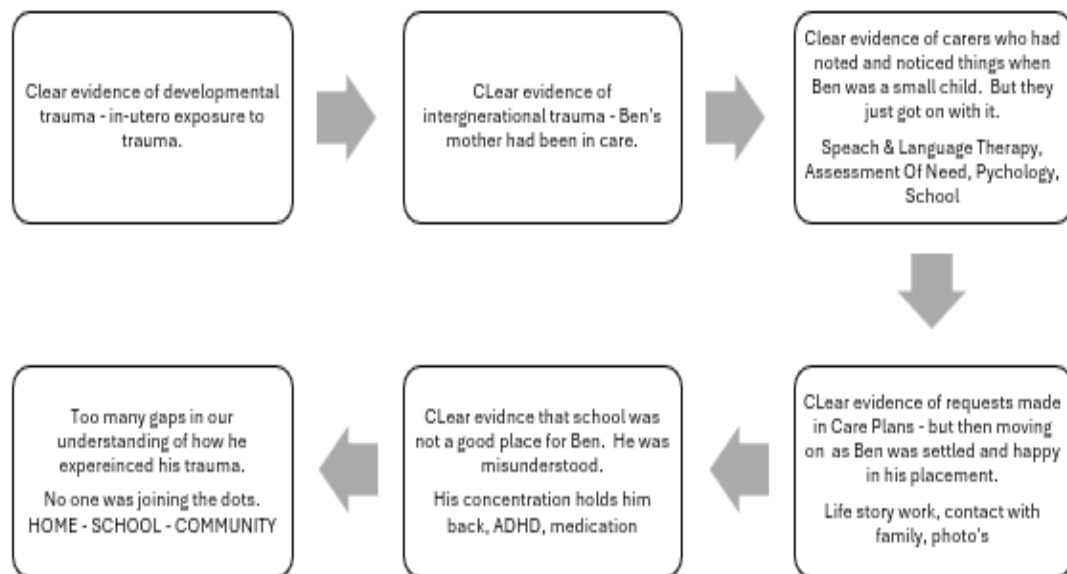 Clear evidence of developmental
trauma - in-utero exposure to
trauma.
CLear evidence of
intergnerational trauma - Ben's
mother had been in care.
Clear evidence of carers who had
noted and noticed things when
Ben was a small child. But they
just got on with it.
Speach & Language Therapy,
Assessment Of Need, Pychology,
School
CLear evidence of requests made
in Care Plans - but then moving
on as Ben was settled and happy
in his placement.
Life story work, contact with
family, photo's
CLear evidnce that school was
not a good place for Ben. He was
misunderstood.
His concentration holds him
back, ADHD, medication
Too many gaps in our
understanding of how he
expereinced his trauma.
No one was joining the dots.
HOME - SCHOOL - COMMUNITY